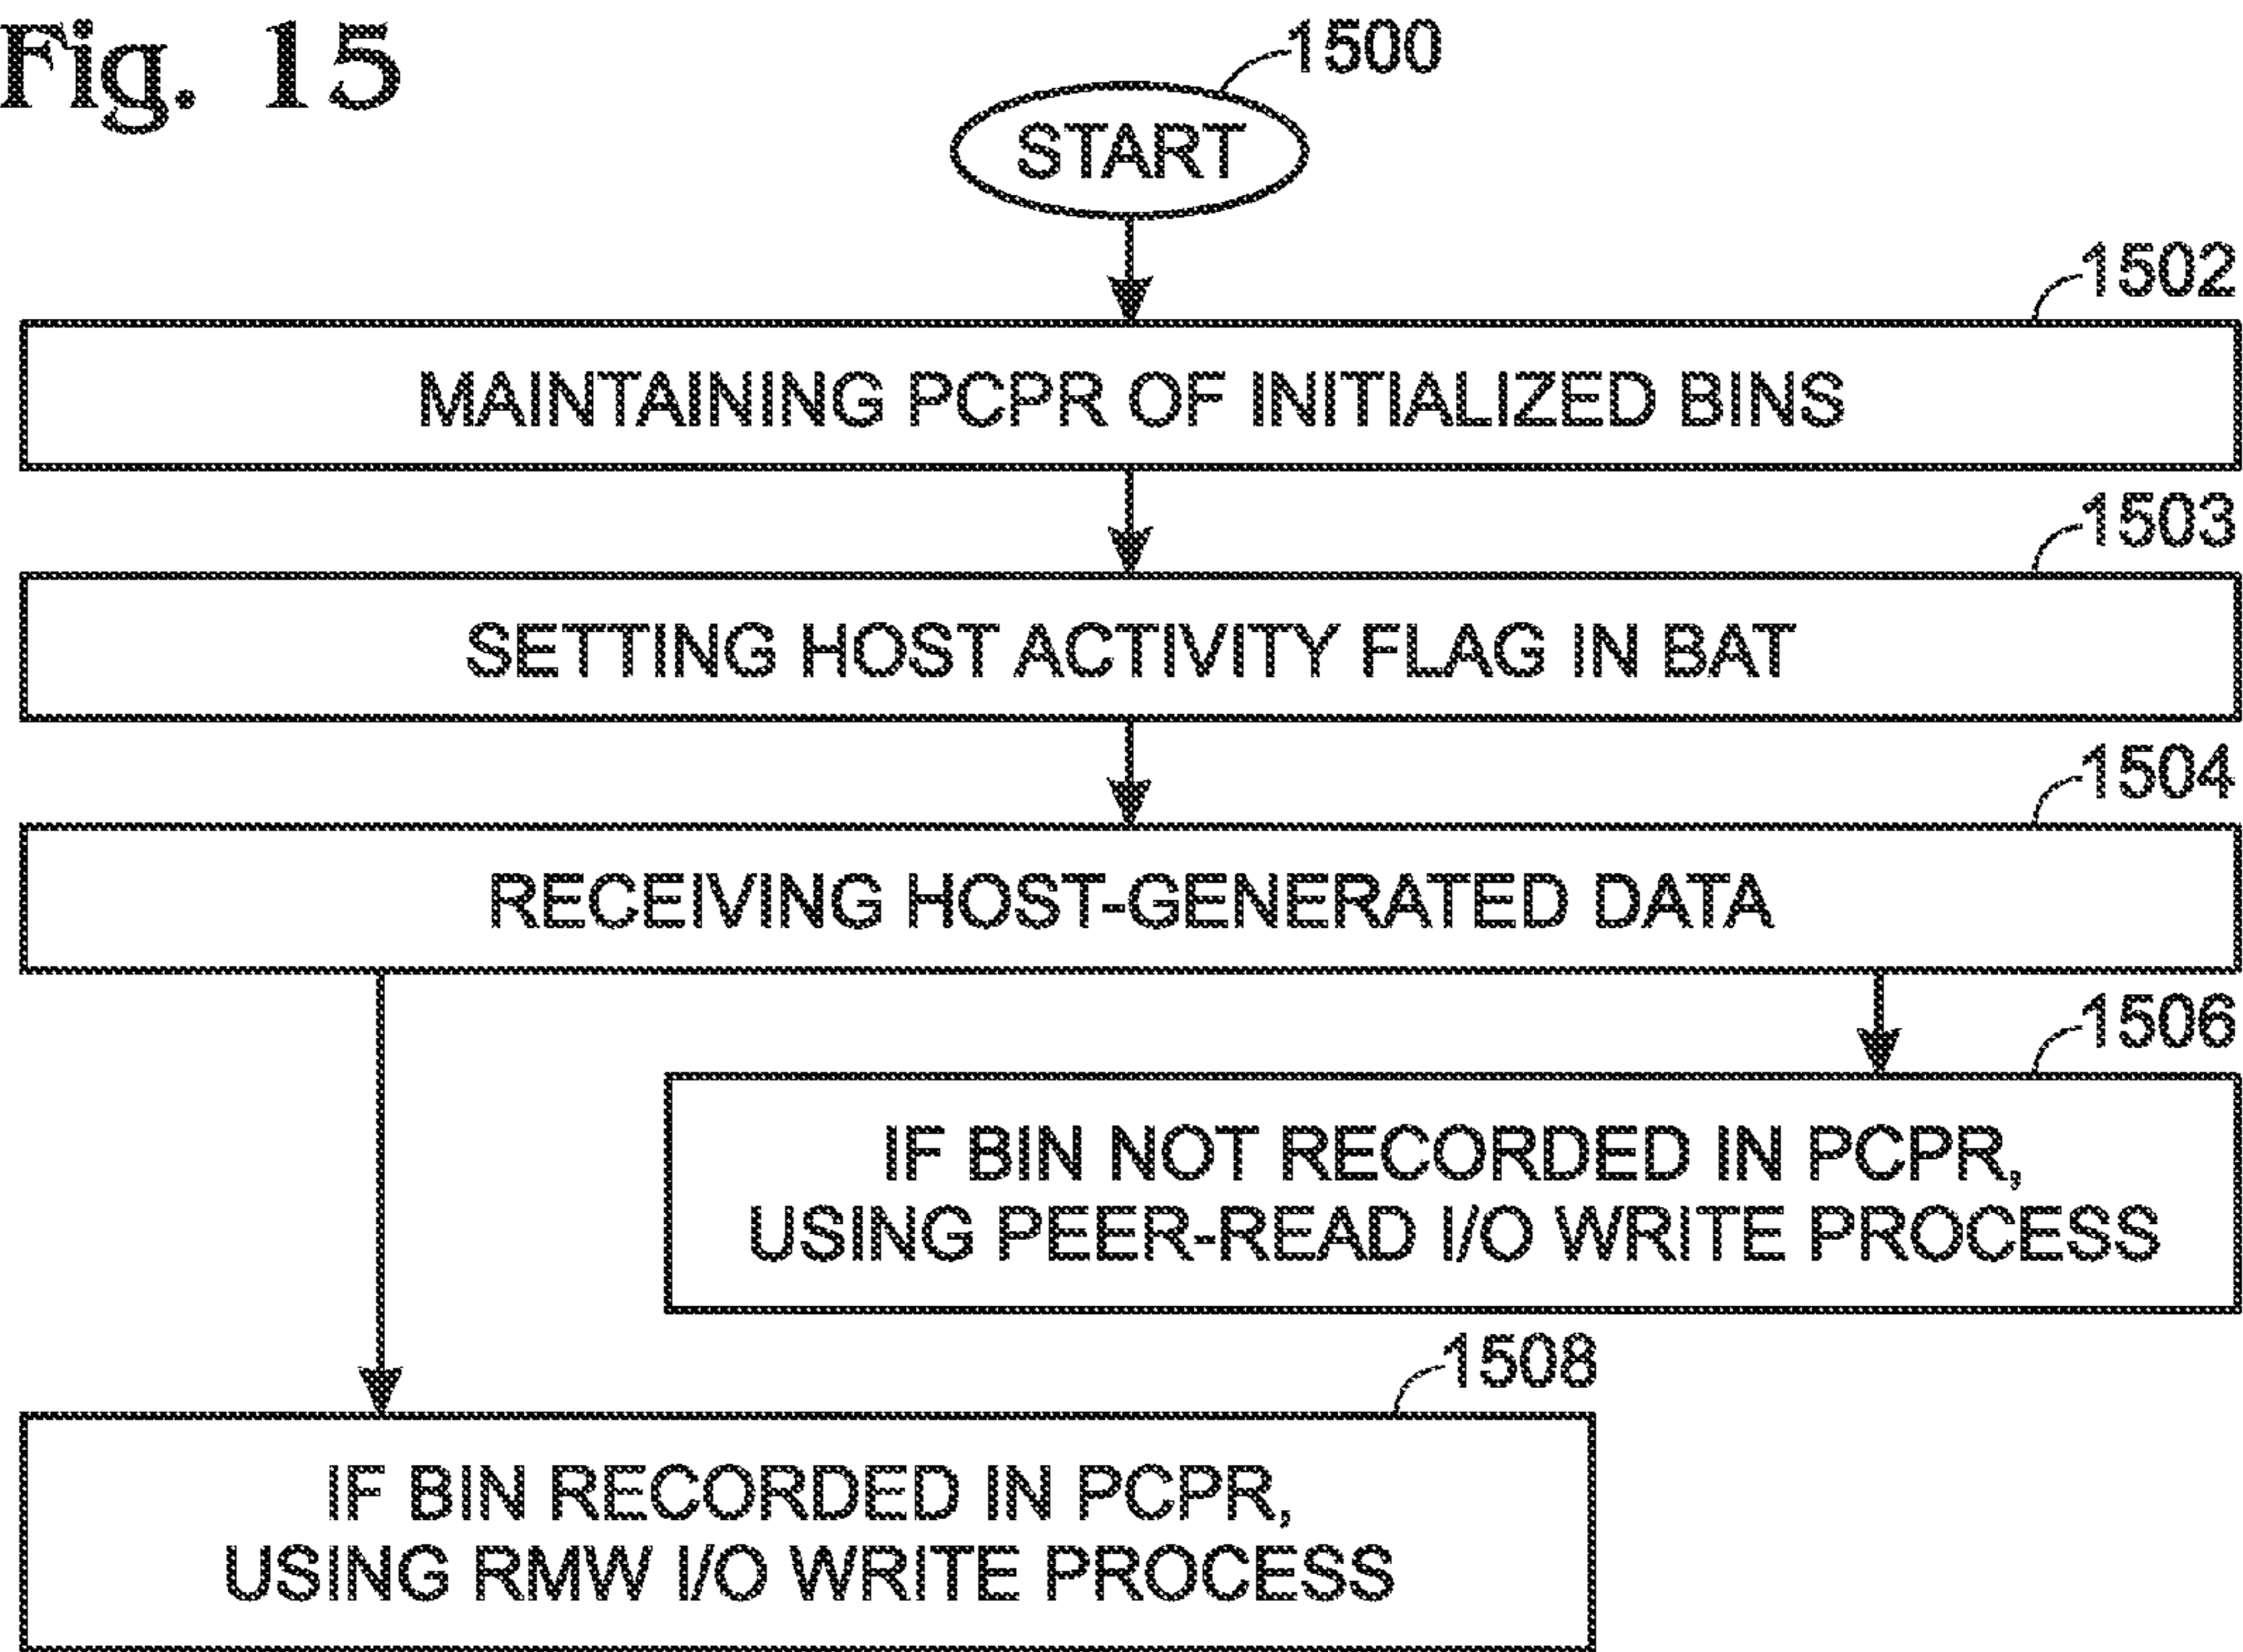 Fig. 15
1500
START
1502
MAINTAINING PCPR OF INITIALIZED BINS
1503
SETTING HOST ACTIVITY FLAG IN BAT
1504
RECEIVING HOST-GENERATED DATA
1506
IF BIN NOT RECORDED IN PCPR,
USING PEER-READ I/O WRITE PROCESS
1508
IF BIN RECORDED IN PCPR,
USING RMW I/O WRITE PROCESS